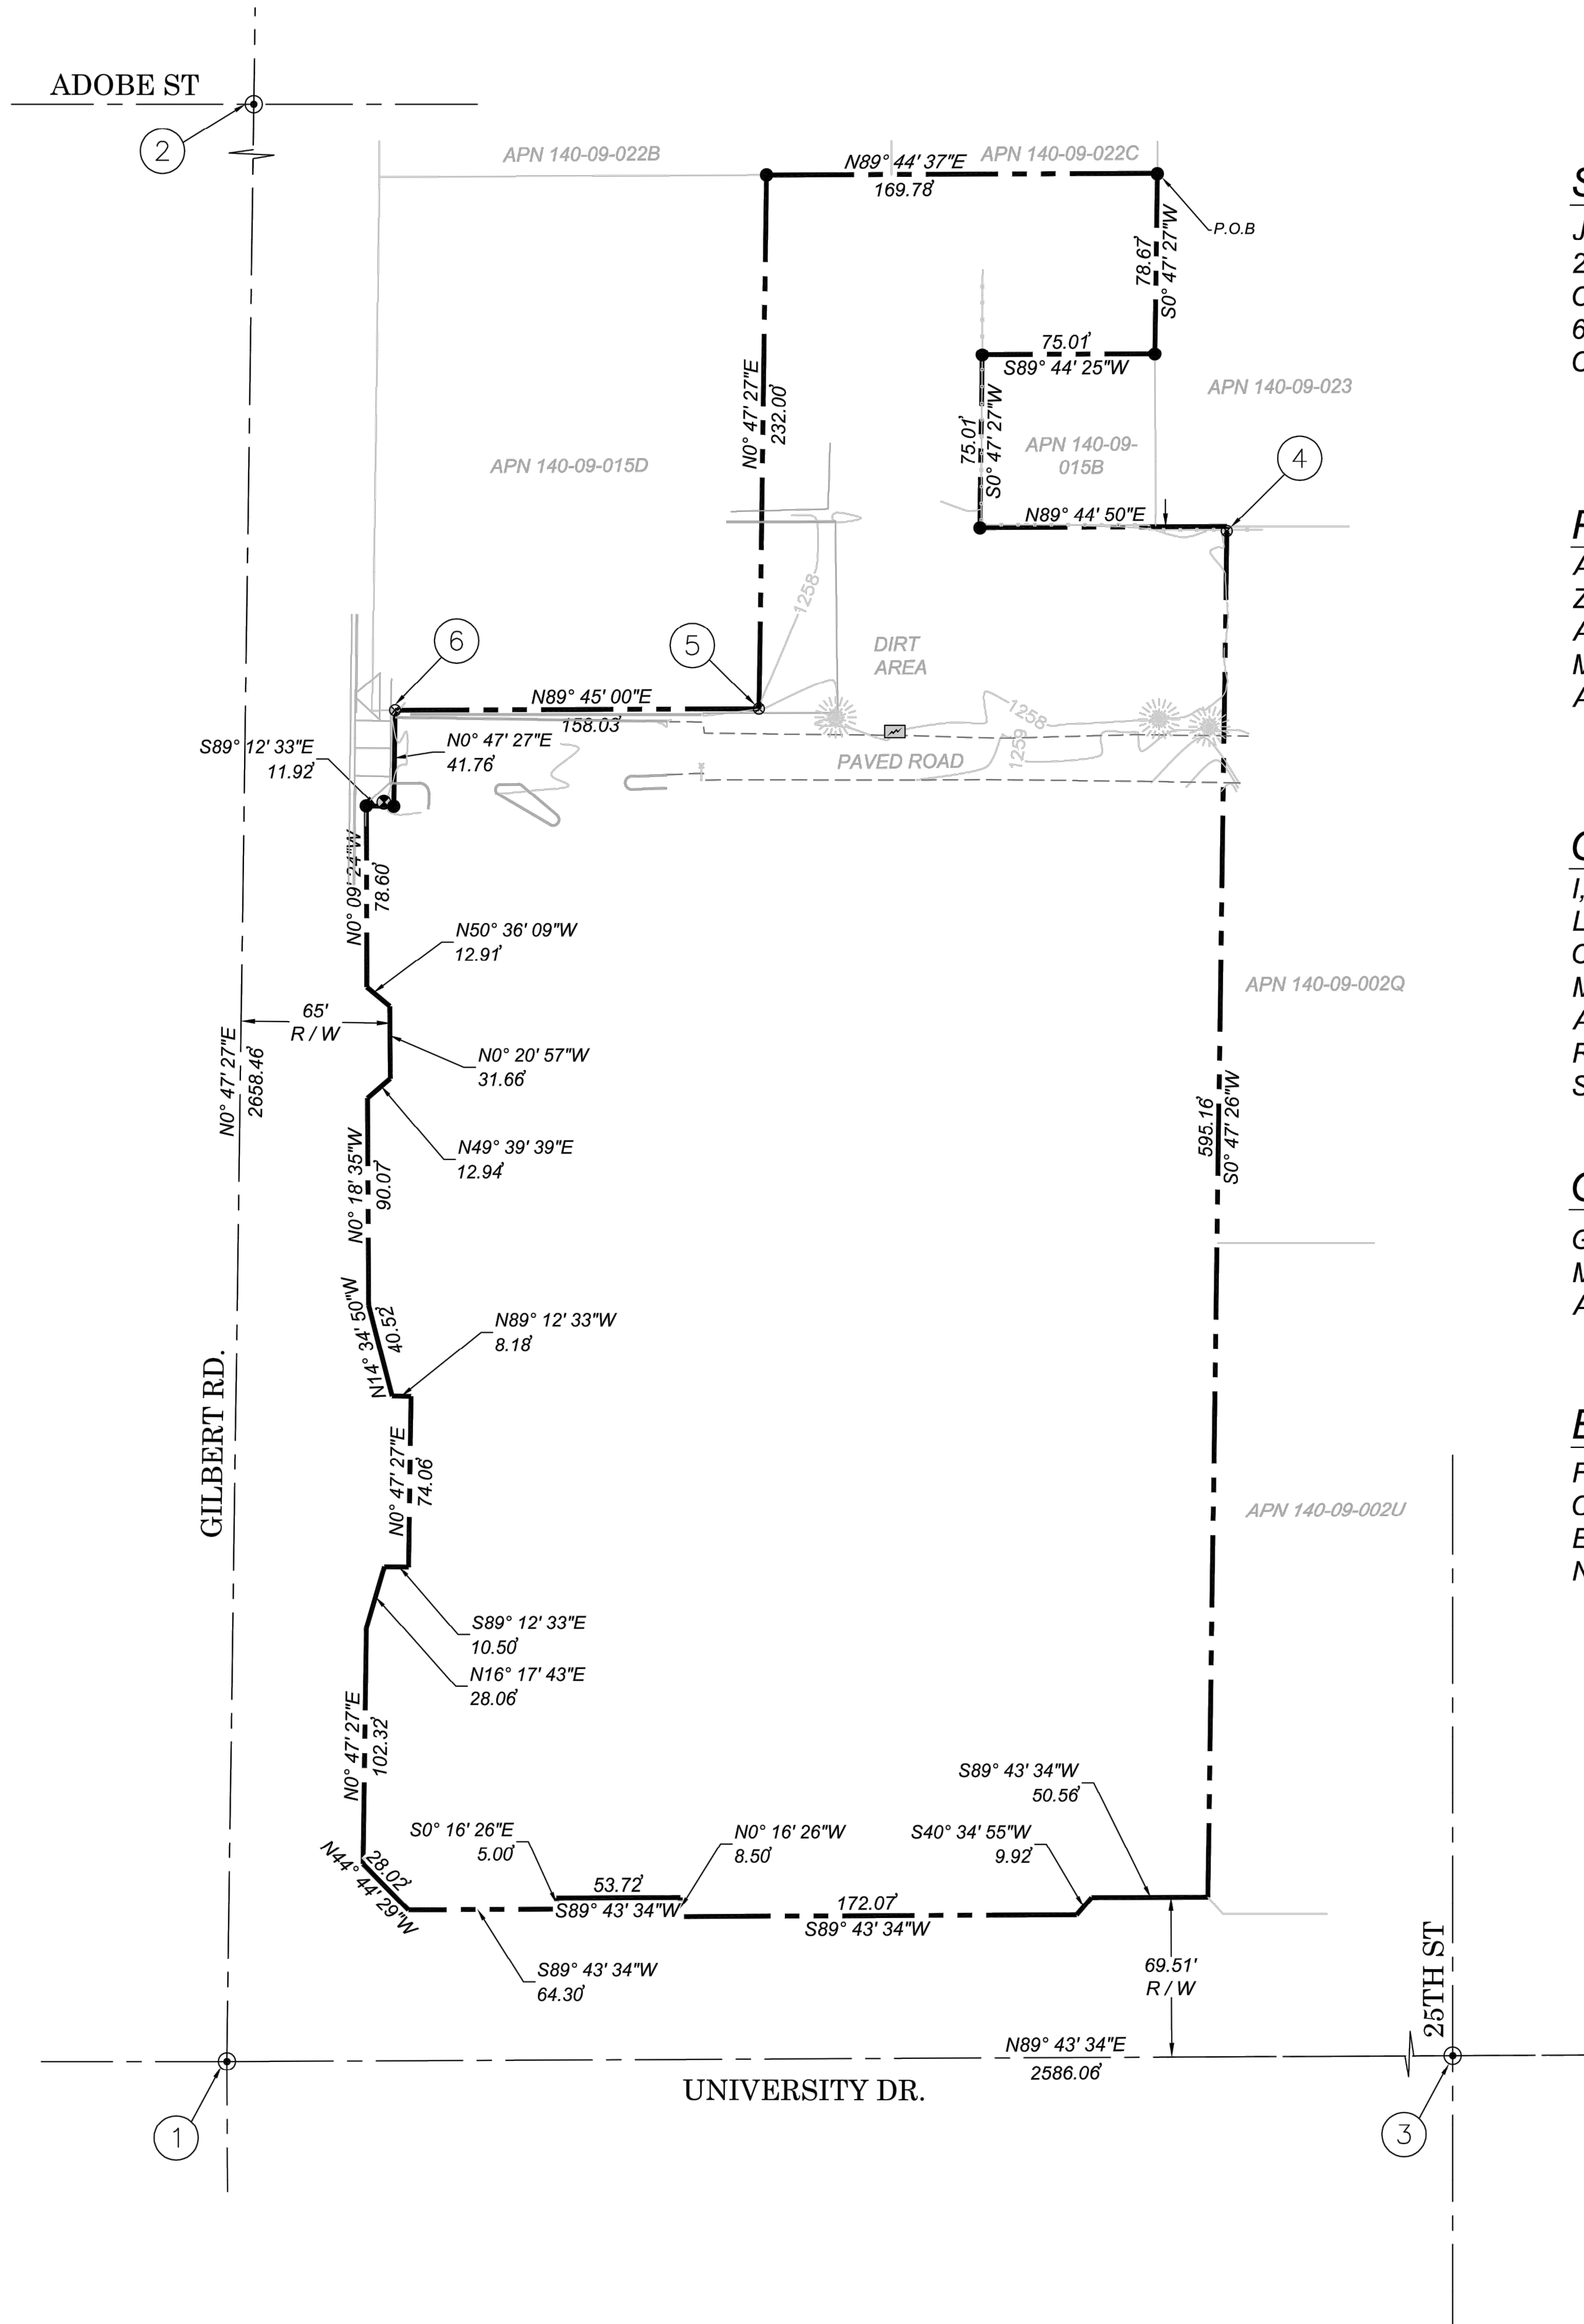 ADOBE ST
2
APN 140-09-022B
N89° 44' 37"E
169.78'
APN 140-09-022C
P.O.B
78.67'
S0° 47' 27"W
75.01'
S89° 44' 25"W
APN 140-09-023
N0° 47' 27"E
232.00'
75.01'
S0° 47' 27"W
APN 140-09-
015B
4
APN 140-09-015D
N89° 44' 50"E
1258
DIRT
AREA
6
5
N89° 45' 00"E
158.03'
1258
1259
PAVED ROAD
S89° 12' 33"E
11.92'
N0° 47' 27"E
41.76'
N0° 09' 24"W
78.60'
N50° 36' 09"W
12.91'
APN 140-09-002Q
65'
R / W
N0° 47' 27"E
2658.46'
N0° 20' 57"W
31.66'
595.16'
S0° 47' 26"W
N49° 39' 39"E
12.94'
N0° 18' 35"W
90.07'
N14° 34' 50"W
40.52'
N89° 12' 33"W
8.18'
GILBERT RD.
N0° 47' 27"E
74.06'
APN 140-09-002U
S89° 12' 33"E
10.50'
N16° 17' 43"E
28.06'
N0° 47' 27"E
102.32'
S89° 43' 34"W
50.56'
S0° 16' 26"E
5.00'
N0° 16' 26"W
8.50'
S40° 34' 55"W
9.92'
N44° 44' 29"W
28.02'
53.72'
S89° 43' 34"W
172.07'
S89° 43' 34"W
S89° 43' 34"W
64.30'
69.51'
R / W
25TH ST
N89° 43' 34"E
2586.06'
UNIVERSITY DR.
1
3